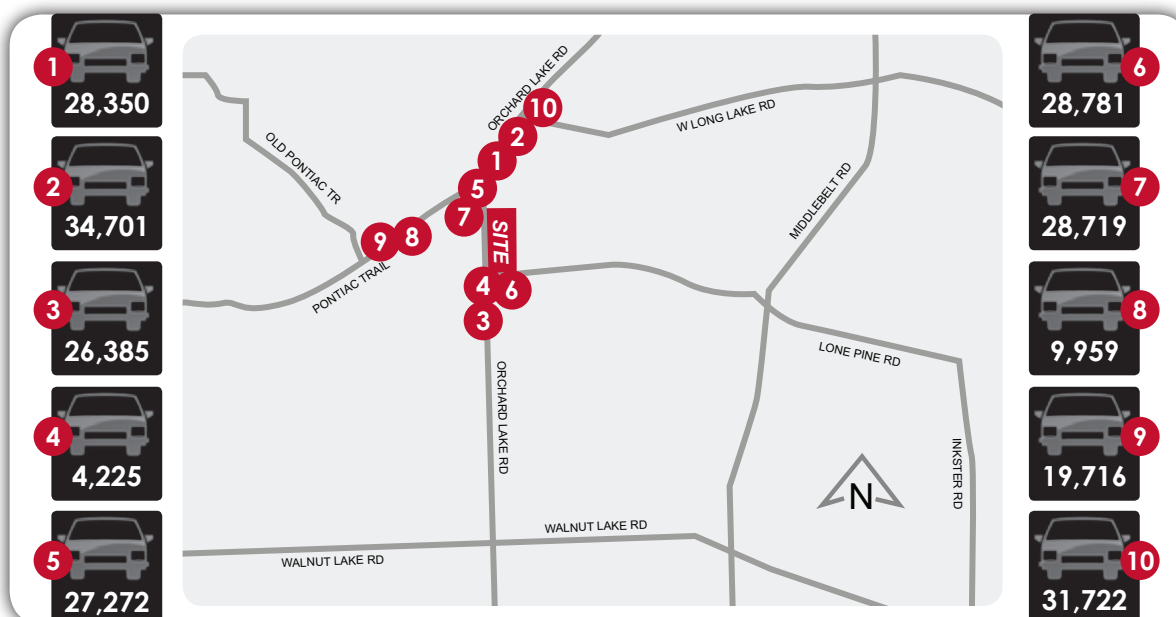 1
28,350
2
34,701
3
26,385
4
4,225
5
27,272
ORCHARD LAKE RD
10
2
W LONG LAKE RD
1
OLD PONTIAC TR
5
MIDDLEBELT RD
7
SITE
9
8
PONTIAC TRAIL
4
6
3
LONE PINE RD
ORCHARD LAKE RD
INKSTER RD
N
WALNUT LAKE RD
WALNUT LAKE RD
6
28,781
7
28,719
8
9,959
9
19,716
10
31,722